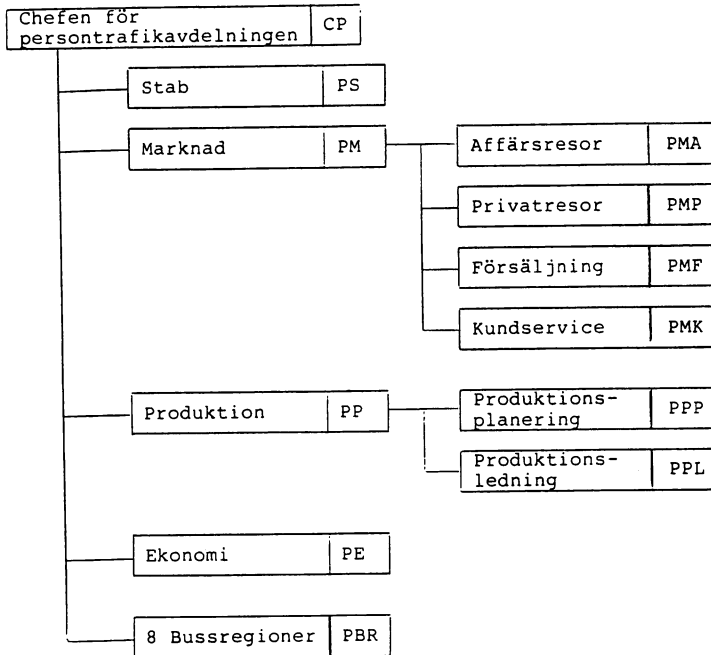 Chefen för
persontrafikavdelningen CP
Stab PS
Marknad PM
Affärsresor PMA
Privatresor PMP
Försäljning PMF
Kundservice PMK
Produktion PP
Produktions-
planering PPP
Produktions-
ledning PPL
Ekonomi PE
8 Bussregioner PBR